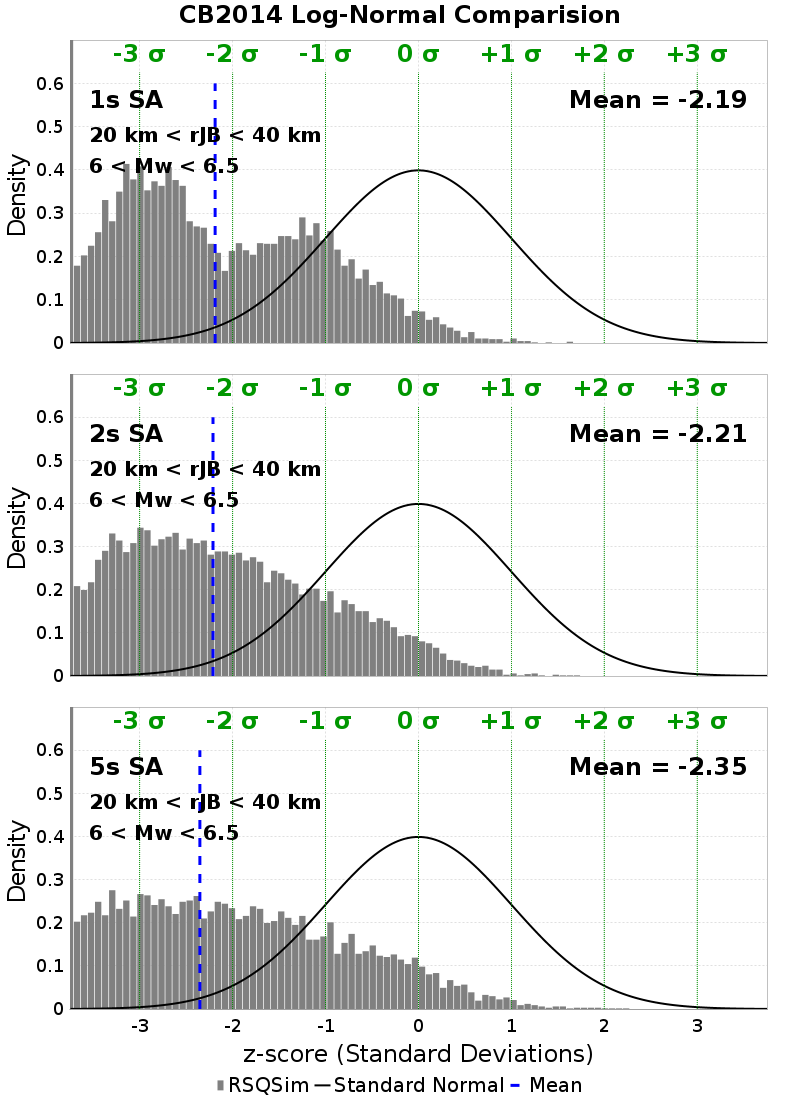 CB2014 Log-Normal Comparision
-3 σ -2 σ -1 σ 0 σ +1 σ +2 σ +3 σ
0.6
1s SA
Mean = -2.19
0.5
20 km < rJB < 40 km
0.4
6 < Mw < 6.5
0.3
0.2
0.1
0
Density
-3 σ -2 σ -1 σ 0 σ +1 σ +2 σ +3 σ
0.6
2s SA
Mean = -2.21
0.5
20 km < rJB < 40 km
0.4
6 < Mw < 6.5
0.3
0.2
0.1
0
Density
-3 σ -2 σ -1 σ 0 σ +1 σ +2 σ +3 σ
0.6
5s SA
Mean = -2.35
0.5
20 km < rJB < 40 km
0.4
6 < Mw < 6.5
0.3
0.2
0.1
0
Density
-3 -2 -1 0 1 2 3
z-score (Standard Deviations)
RSQSim Standard Normal Mean